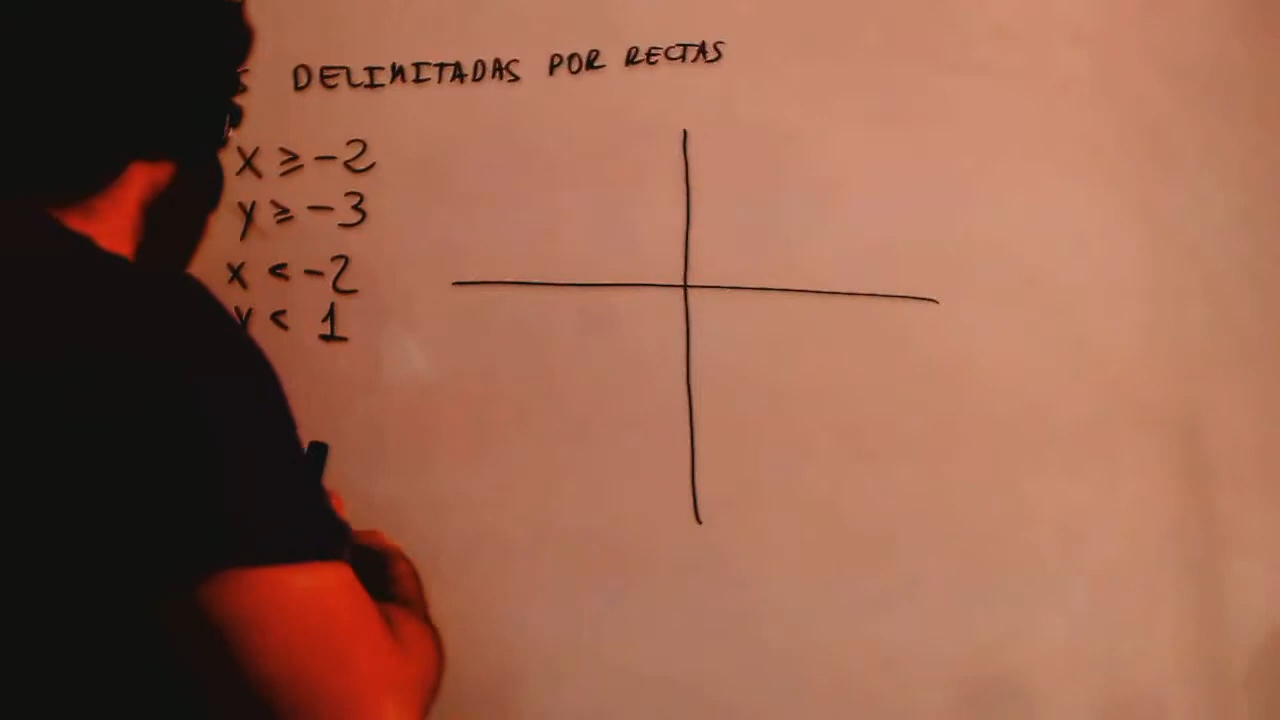 DELIMITADAS POR RECTAS
x ≥ -2
y ≥ -3
x < -2
y < 1